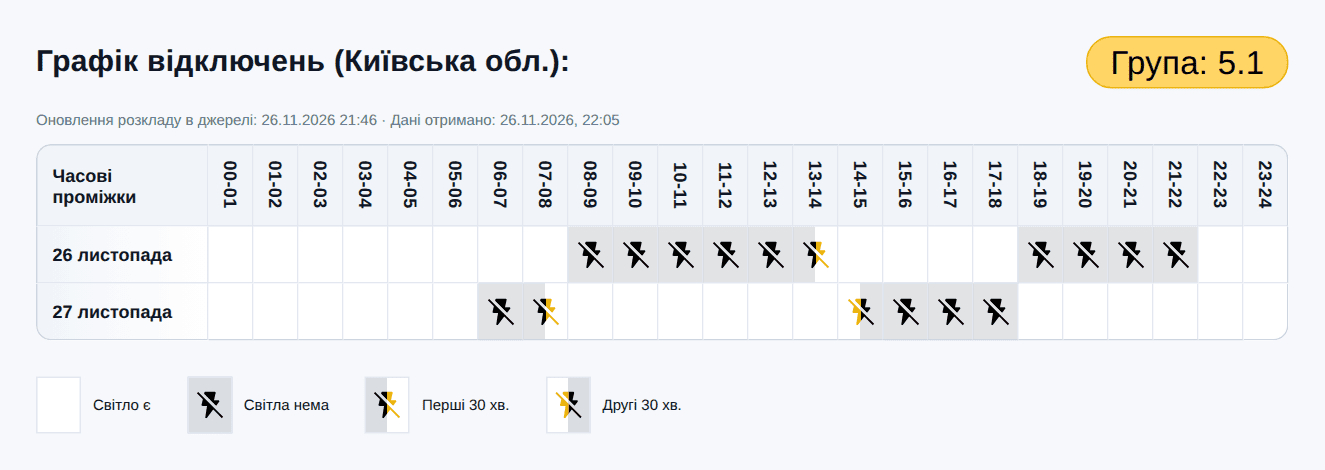 Графік відключень (Київська обл.):
Група: 5.1
Оновлення розкладу в джерелі: 26.11.2026 21:46 · Дані отримано: 26.11.2026, 22:05
Часові
проміжки
00-01
01-02
02-03
03-04
04-05
05-06
06-07
07-08
08-09
09-10
10-11
11-12
12-13
13-14
14-15
15-16
16-17
17-18
18-19
19-20
20-21
21-22
22-23
23-24
26 листопада
27 листопада
Світло є
Світла нема
Перші 30 хв.
Другі 30 хв.